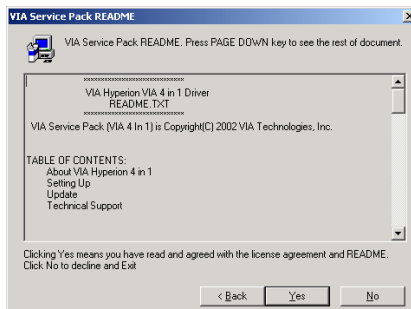 VIA Service Pack README
VIA Service Pack README. Press PAGE DOWN key to see the rest of document.
××××××××××××××××××××××××××××
VIA Hyperion VIA 4 in 1 Driver
README.TXT
××××××××××××××××××××××××××××
VIA Service Pack (VIA 4 In 1) is Copyright(C) 2002 VIA Technologies, Inc.
TABLE OF CONTENTS:
About VIA Hyperion 4 in 1
Setting Up
Update
Technical Support
Clicking Yes means you have read and agreed with the license agreement and README.
Click No to decline and Exit
< Back
Yes
No